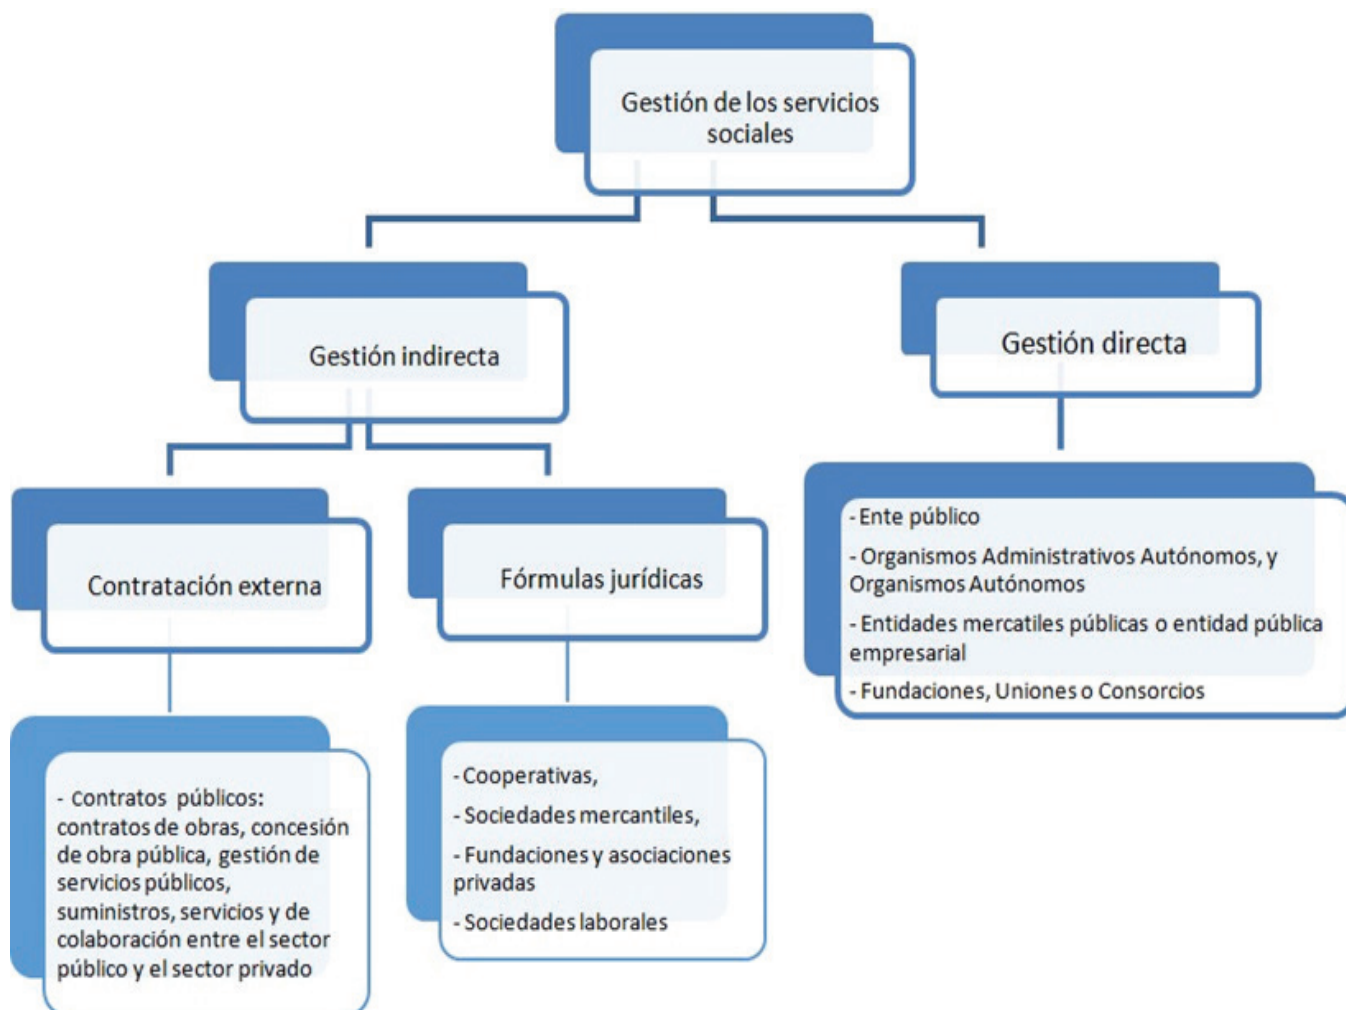 Gestión de los servicios
sociales
Gestión indirecta
Gestión directa
Contratación externa
Fórmulas jurídicas
- Ente público
- Organismos Administrativos Autónomos, y
Organismos Autónomos
- Entidades mercatiles públicas o entidad pública
empresarial
- Fundaciones, Uniones o Consorcios
- Contratos públicos:
contratos de obras, concesión
de obra pública, gestión de
servicios públicos,
suministros, servicios y de
colaboración entre el sector
público y el sector privado
- Cooperativas,
- Sociedades mercantiles,
- Fundaciones y asociaciones
privadas
- Sociedades laborales